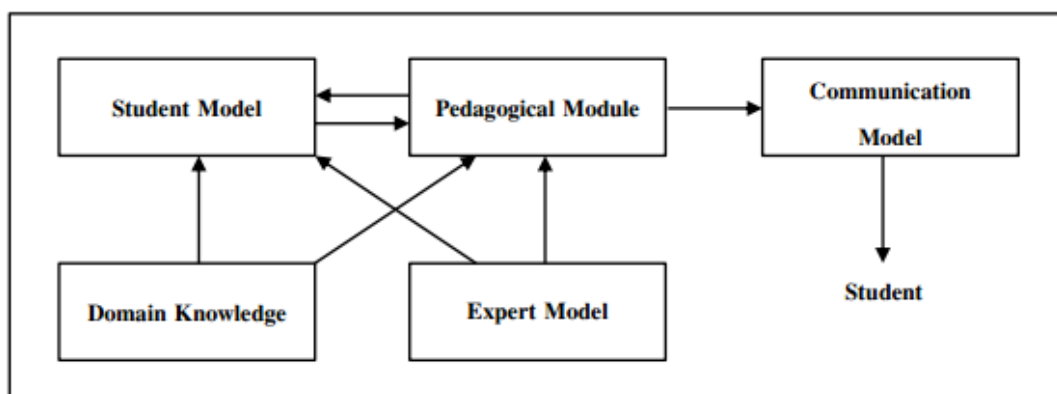 Student Model
Pedagogical Module
Communication
Model
Domain Knowledge
Expert Model
Student